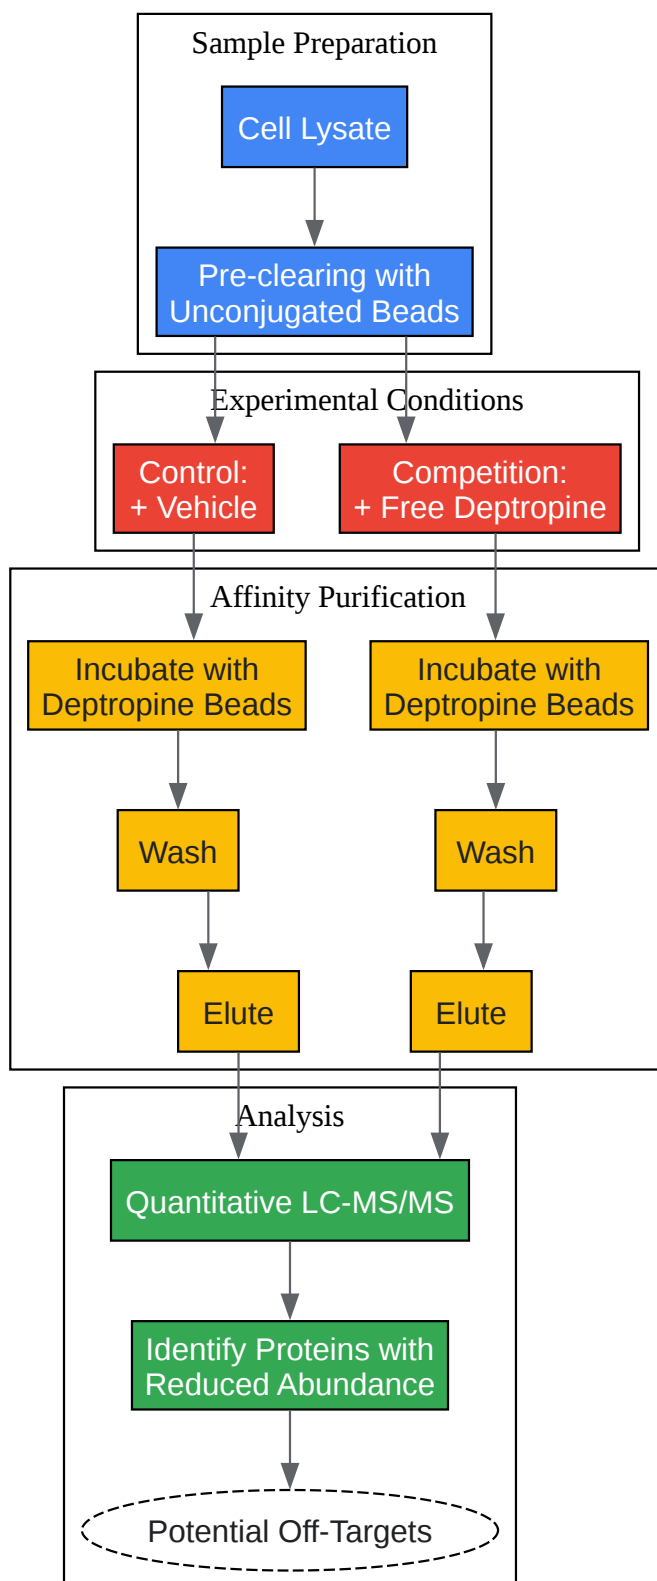 Sample Preparation
Cell Lysate
Pre-clearing with
Unconjugated Beads
Experimental Conditions
Control:
+ Vehicle
Competition:
+ Free Deptropine
Affinity Purification
Incubate with
Deptropine Beads
Incubate with
Deptropine Beads
Wash
Wash
Elute
Elute
Analysis
Quantitative LC-MS/MS
Identify Proteins with
Reduced Abundance
Potential Off-Targets